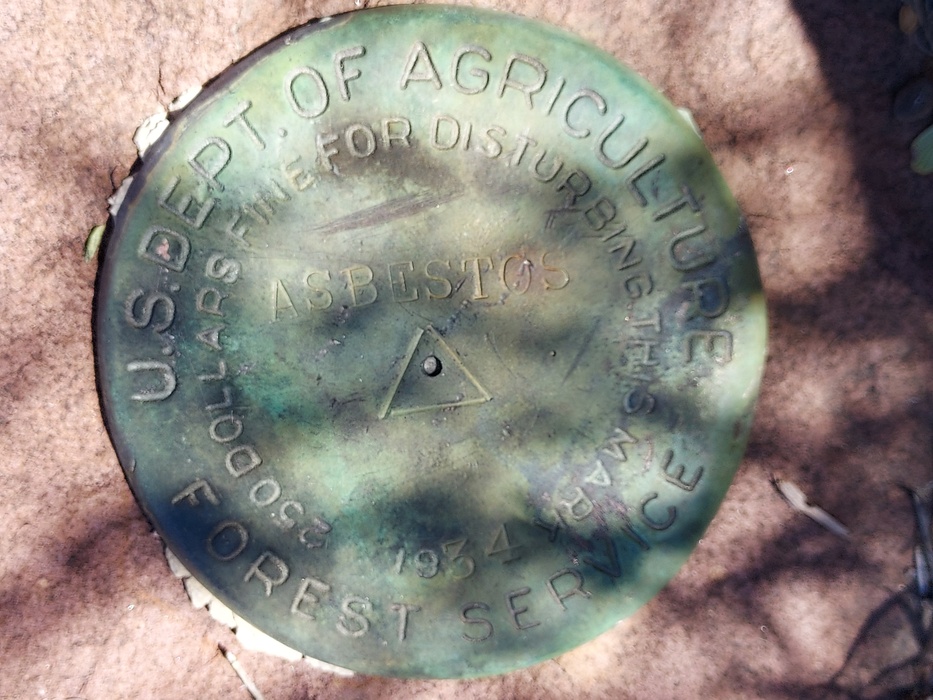 U.S. DEPT. OF AGRICULTURE
FOREST SERVICE
250 DOLLARS FINE FOR DISTURBING THIS MARK
ASBESTOS
1934